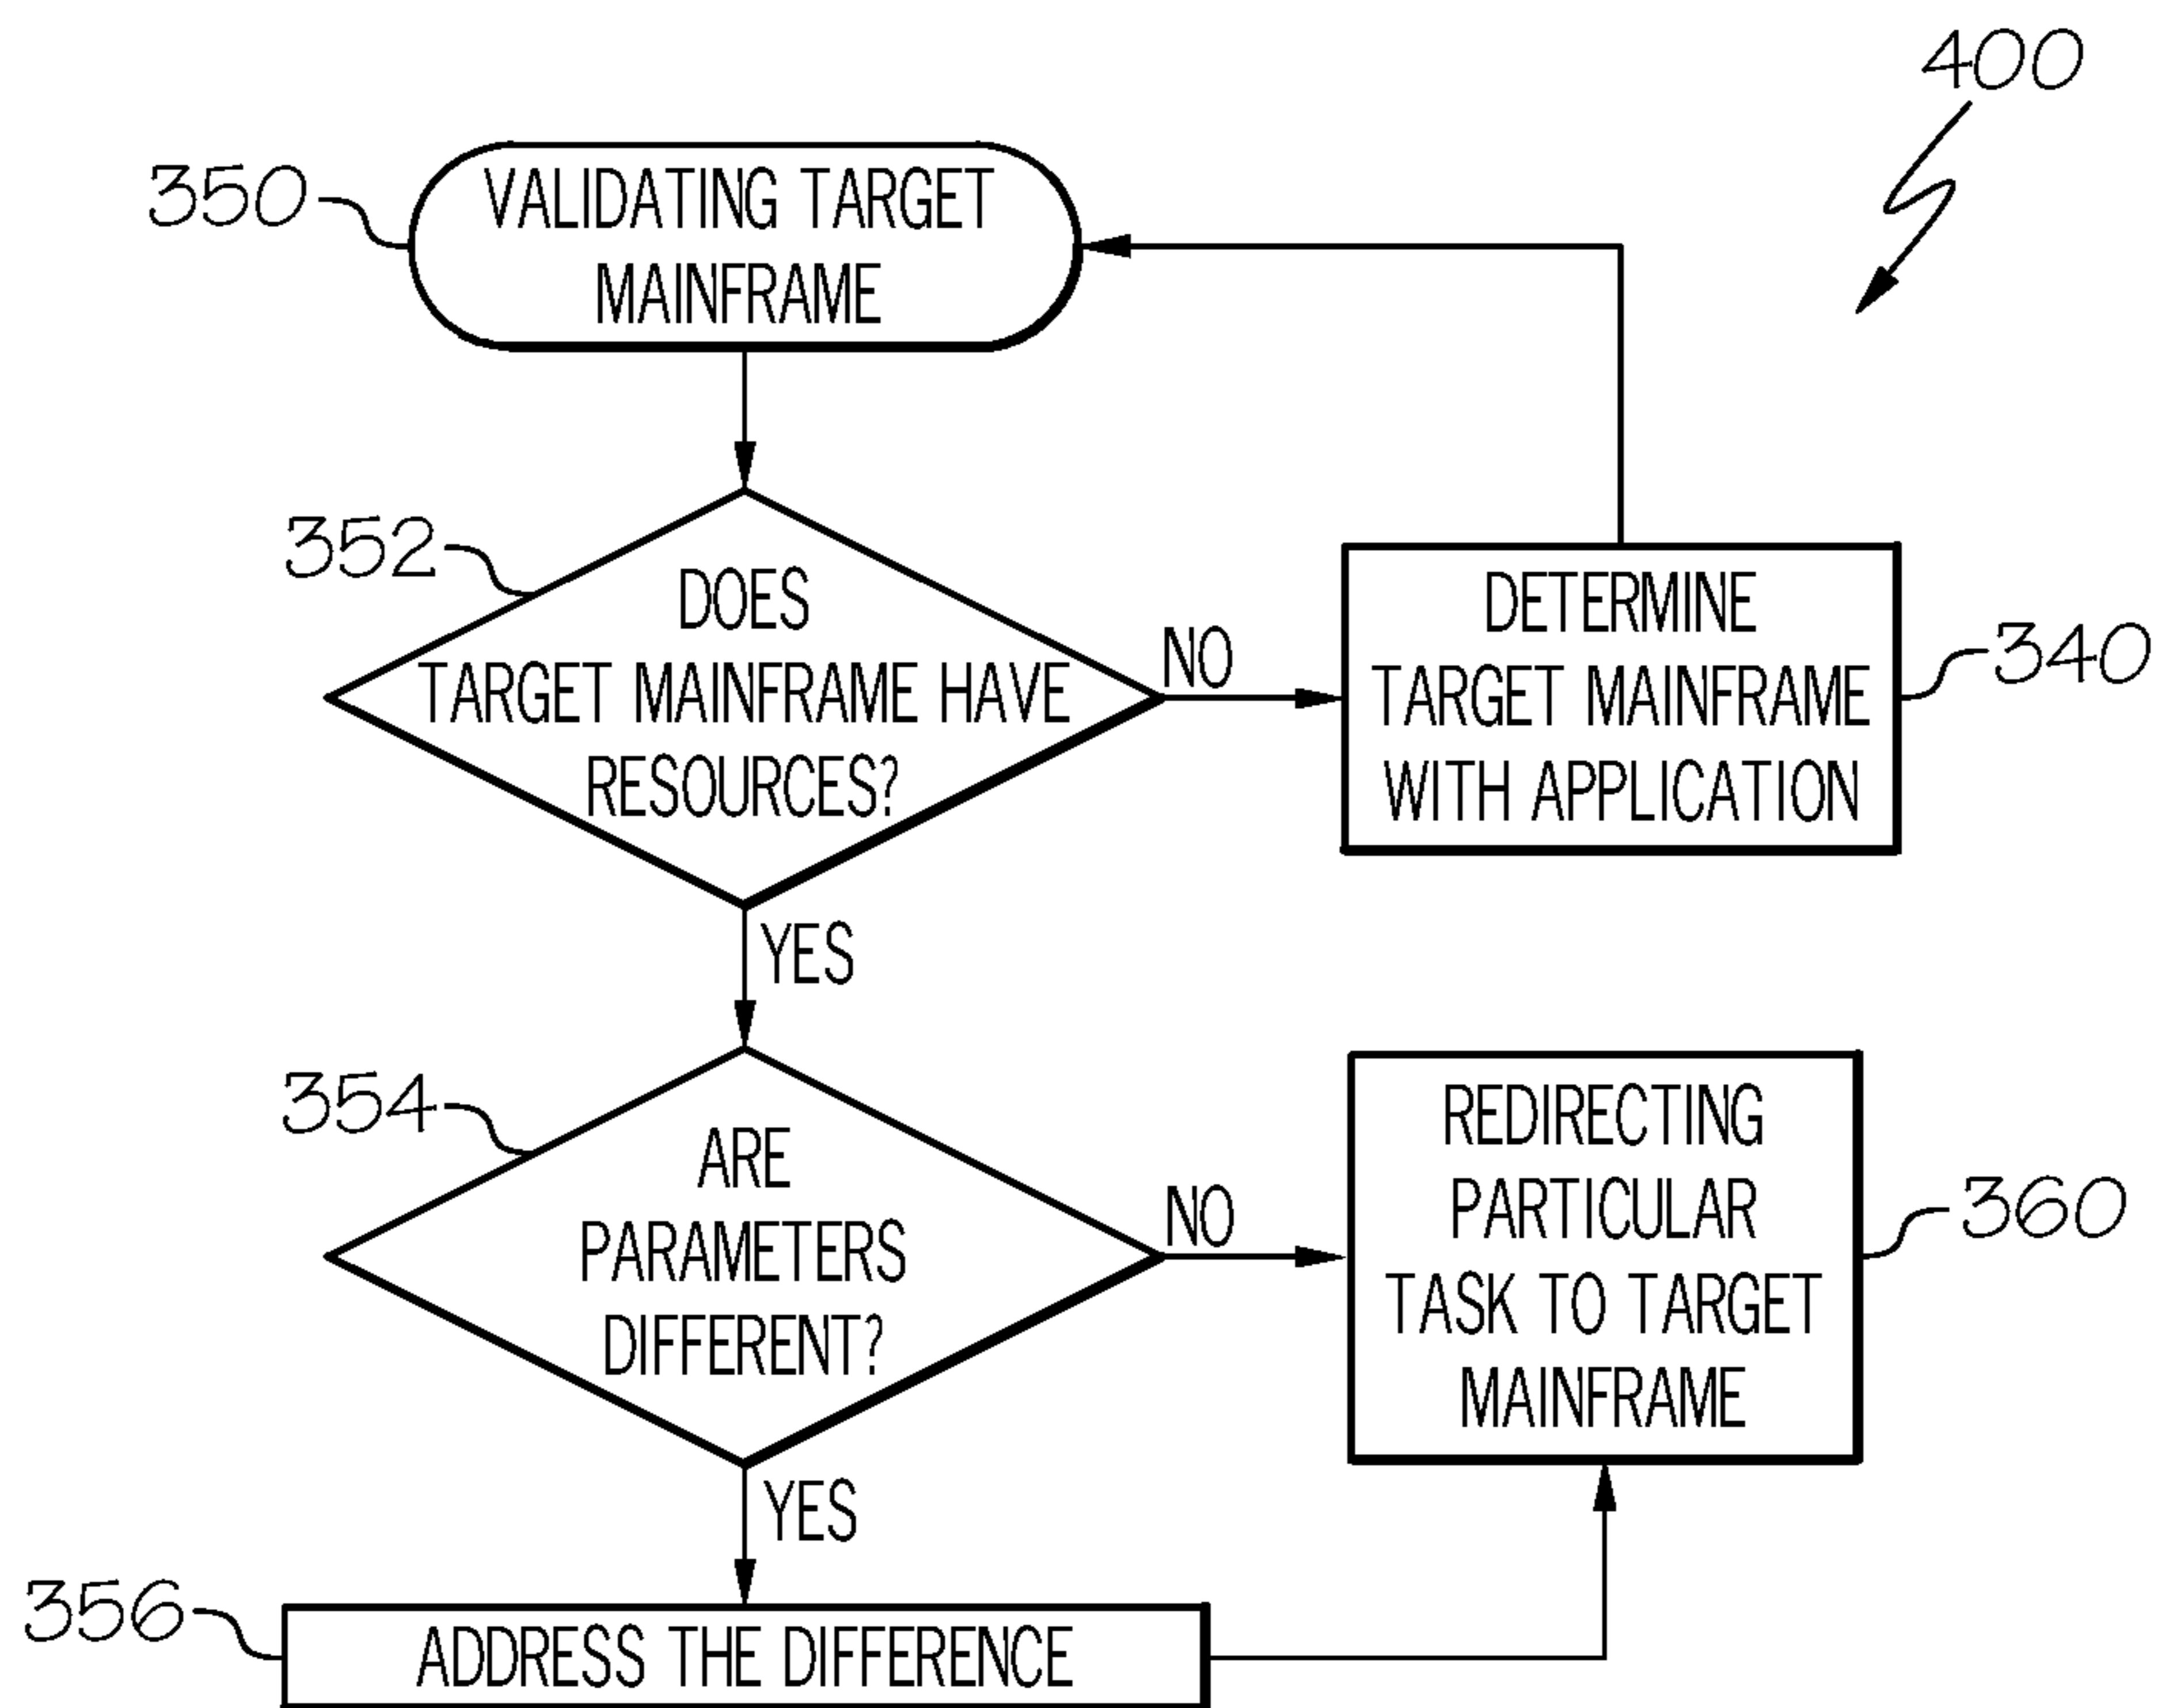 400
350
VALIDATING TARGET
MAINFRAME
352
DOES
TARGET MAINFRAME HAVE
RESOURCES?
NO
DETERMINE
TARGET MAINFRAME
WITH APPLICATION
340
YES
354
ARE
PARAMETERS
DIFFERENT?
NO
REDIRECTING
PARTICULAR
TASK TO TARGET
MAINFRAME
360
YES
356
ADDRESS THE DIFFERENCE